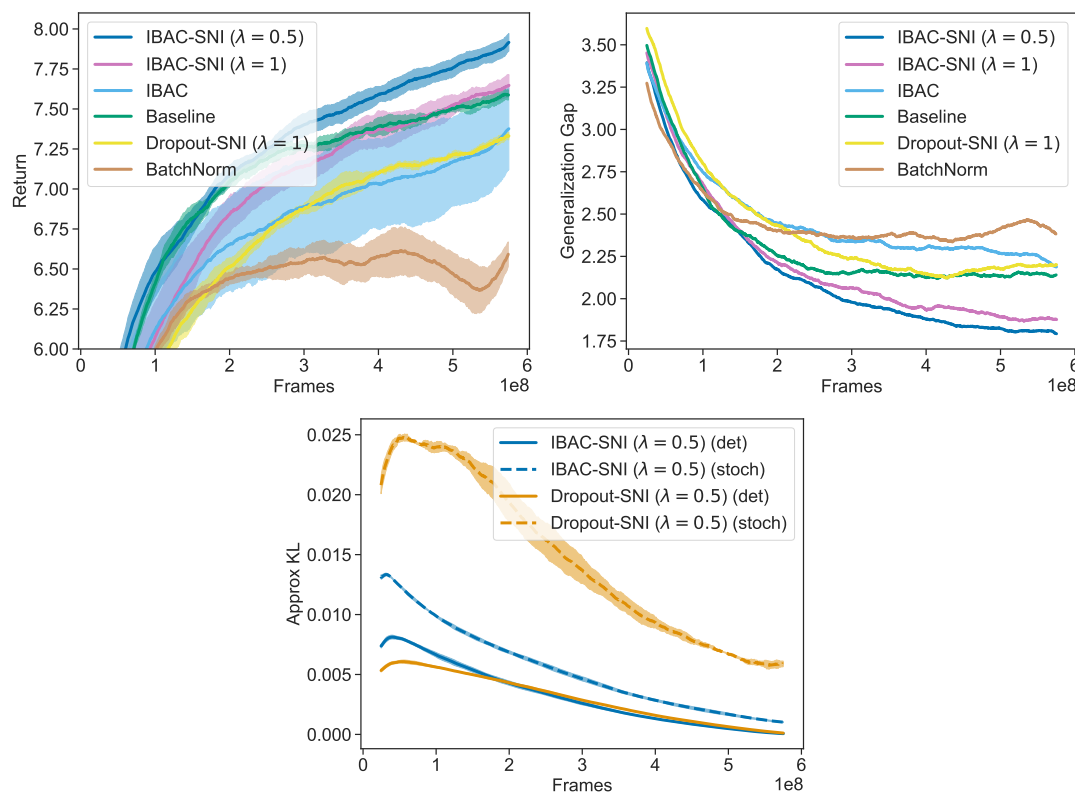 Return
8.00
7.75
7.50
7.25
7.00
6.75
6.50
6.25
6.00
IBAC-SNI (λ = 0.5)
IBAC-SNI (λ = 1)
IBAC
Baseline
Dropout-SNI (λ = 1)
BatchNorm
0 1 2 3 4 5 6
1e8
Frames
Generalization Gap
3.50
3.25
3.00
2.75
2.50
2.25
2.00
1.75
IBAC-SNI (λ = 0.5)
IBAC-SNI (λ = 1)
IBAC
Baseline
Dropout-SNI (λ = 1)
BatchNorm
0 1 2 3 4 5 6
1e8
Frames
Approx KL
0.025
0.020
0.015
0.010
0.005
0.000
IBAC-SNI (λ = 0.5) (det)
IBAC-SNI (λ = 0.5) (stoch)
Dropout-SNI (λ = 0.5) (det)
Dropout-SNI (λ = 0.5) (stoch)
0 1 2 3 4 5 6
1e8
Frames